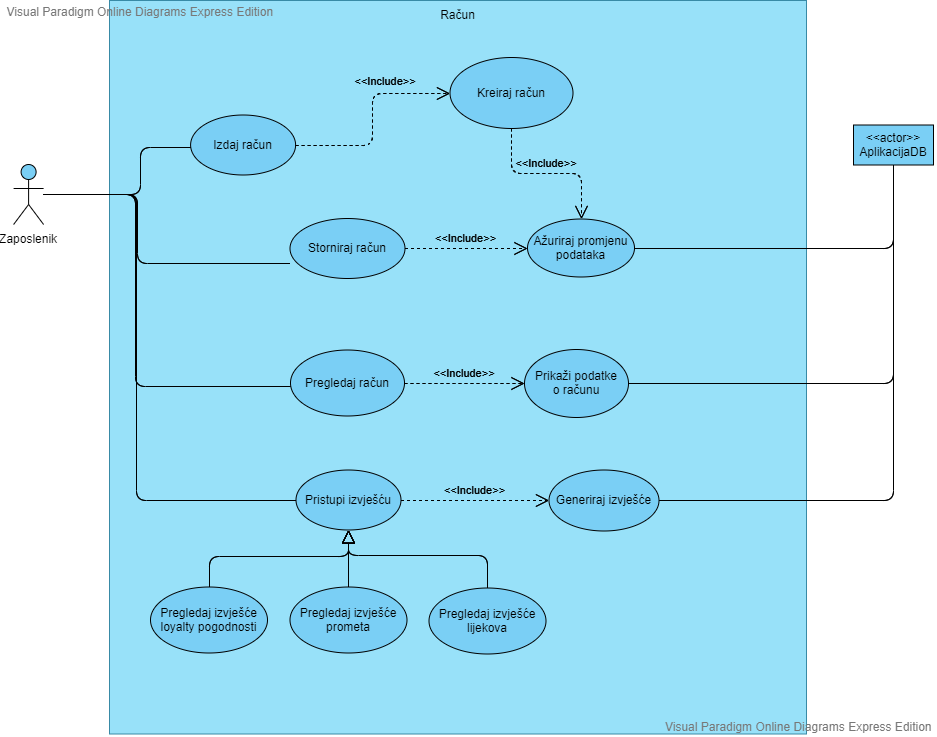 Visual Paradigm Online Diagrams Express Edition
Račun
<<Include>>
Kreiraj račun
Izdaj račun
<<actor>>
AplikacijaDB
<<Include>>
Zaposlenik
Storniraj račun
<<Include>>
Ažuriraj promjenu
podataka
Pregledaj račun
<<Include>>
Prikaži podatke
o računu
Pristupi izvješću
<<Include>>
Generiraj izvješće
Pregledaj izvješće
loyalty pogodnosti
Pregledaj izvješće
prometa
Pregledaj izvješće
lijekova
Visual Paradigm Online Diagrams Express Edition